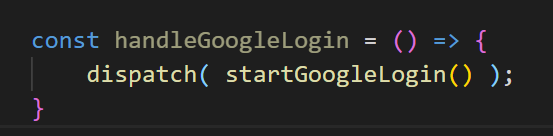 const handleGoogleLogin = () => {
    dispatch( startGoogleLogin() );
}